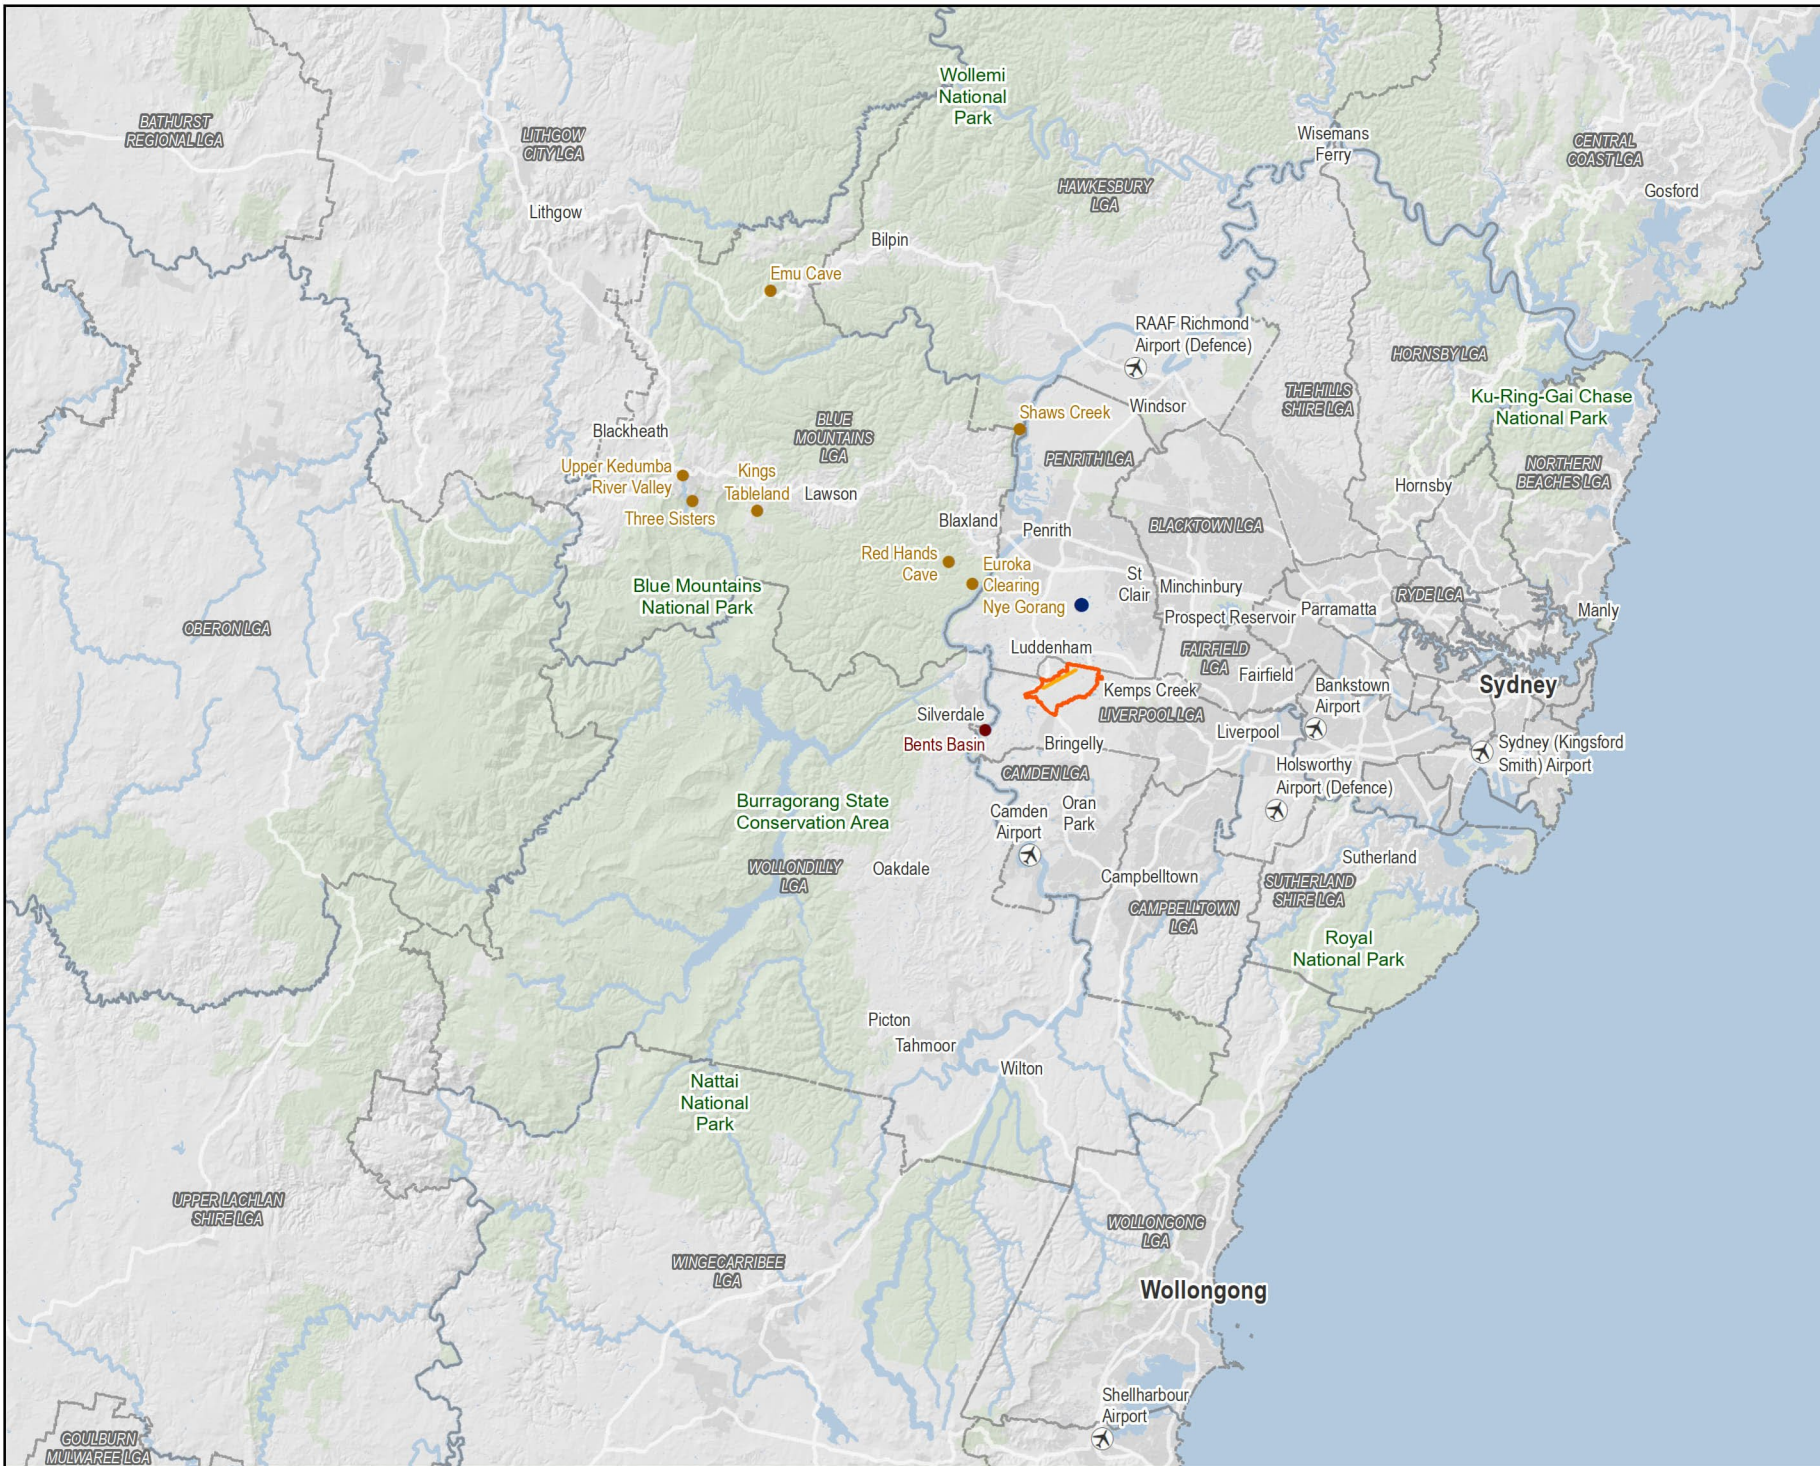 Wollemi
National
Park
BATHURST
REGIONAL LGA
LITHGOW
CITY LGA
Wisemans
Ferry
CENTRAL
COAST LGA
HAWKESBURY
LGA
Gosford
Lithgow
Bilpin
Emu Cave
RAAF Richmond
Airport (Defence)
HORNSBY LGA
THE HILLS
SHIRE LGA
Ku-Ring-Gai Chase
National Park
Shaws Creek
Windsor
BLUE
MOUNTAINS
LGA
Blackheath
PENRITH LGA
NORTHERN
BEACHES LGA
Upper Kedumba
River Valley
Kings
Tableland
Lawson
Hornsby
Three Sisters
Blaxland
Penrith
BLACKTOWN LGA
Red Hands
Cave
Euroka
Clearing
Nye Gorang
St
Clair
Minchinbury
Blue Mountains
National Park
RYDE LGA
Prospect Reservoir
Parramatta
Manly
OBERON LGA
Luddenham
FAIRFIELD
LGA
Fairfield
Kemps Creek
Bankstown
Airport
Sydney
Silverdale
LIVERPOOL LGA
Liverpool
Bents Basin
Bringelly
Sydney (Kingsford
Smith) Airport
CAMDEN LGA
Holsworthy
Airport (Defence)
Burragorang State
Conservation Area
Camden
Airport
Oran
Park
WOLLONDILLY
LGA
Oakdale
Sutherland
Campbelltown
SUTHERLAND
SHIRE LGA
CAMPBELLTOWN
LGA
Royal
National Park
Picton
Tahmoor
Wilton
Nattai
National
Park
UPPER LACHLAN
SHIRE LGA
WOLLONGONG
LGA
WINGECARRIBEE
LGA
Wollongong
Shellharbour
Airport
GOULBURN
MULWAREE LGA